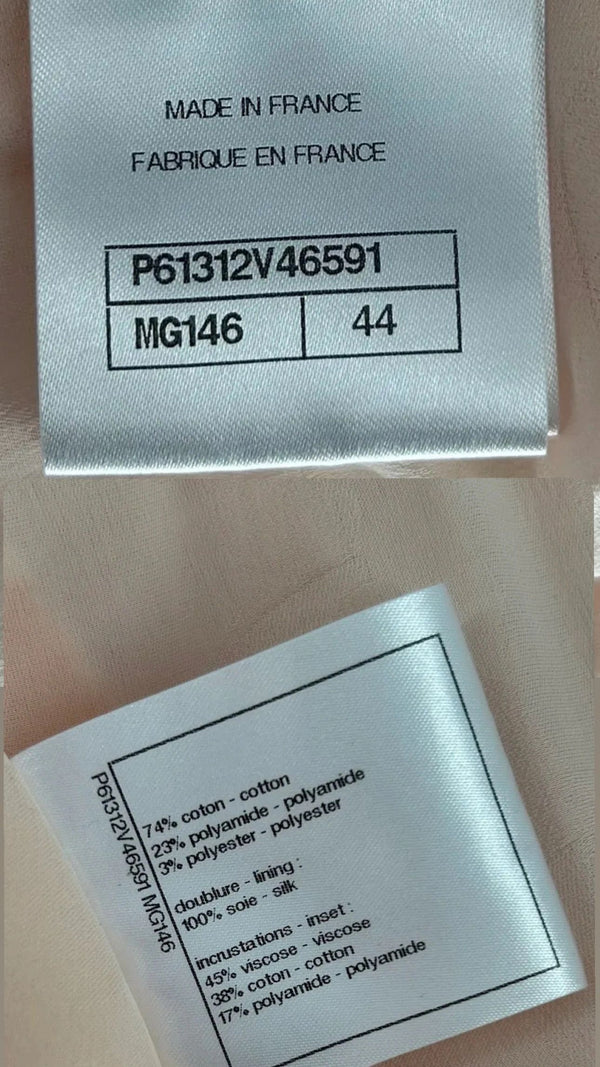 MADE IN FRANCE
FABRIQUE EN FRANCE
P61312V46591
MG146 44
P61312V46591 MG146
74% coton - cotton
23% polyamide - polyamide
3% polyester - polyester
doublure - lining :
100% soie - silk
incrustations - inset :
45% viscose - viscose
38% coton - cotton
17% polyamide - polyamide